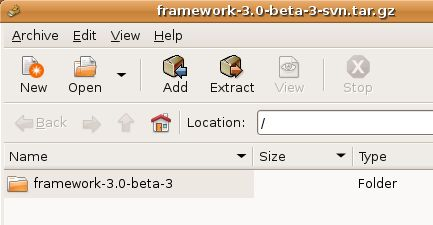 framework-3.0-beta-3-svn.tar.gz
Archive Edit View Help
New Open Add Extract View Stop
Back Location: /
Name Size Type
framework-3.0-beta-3 Folder